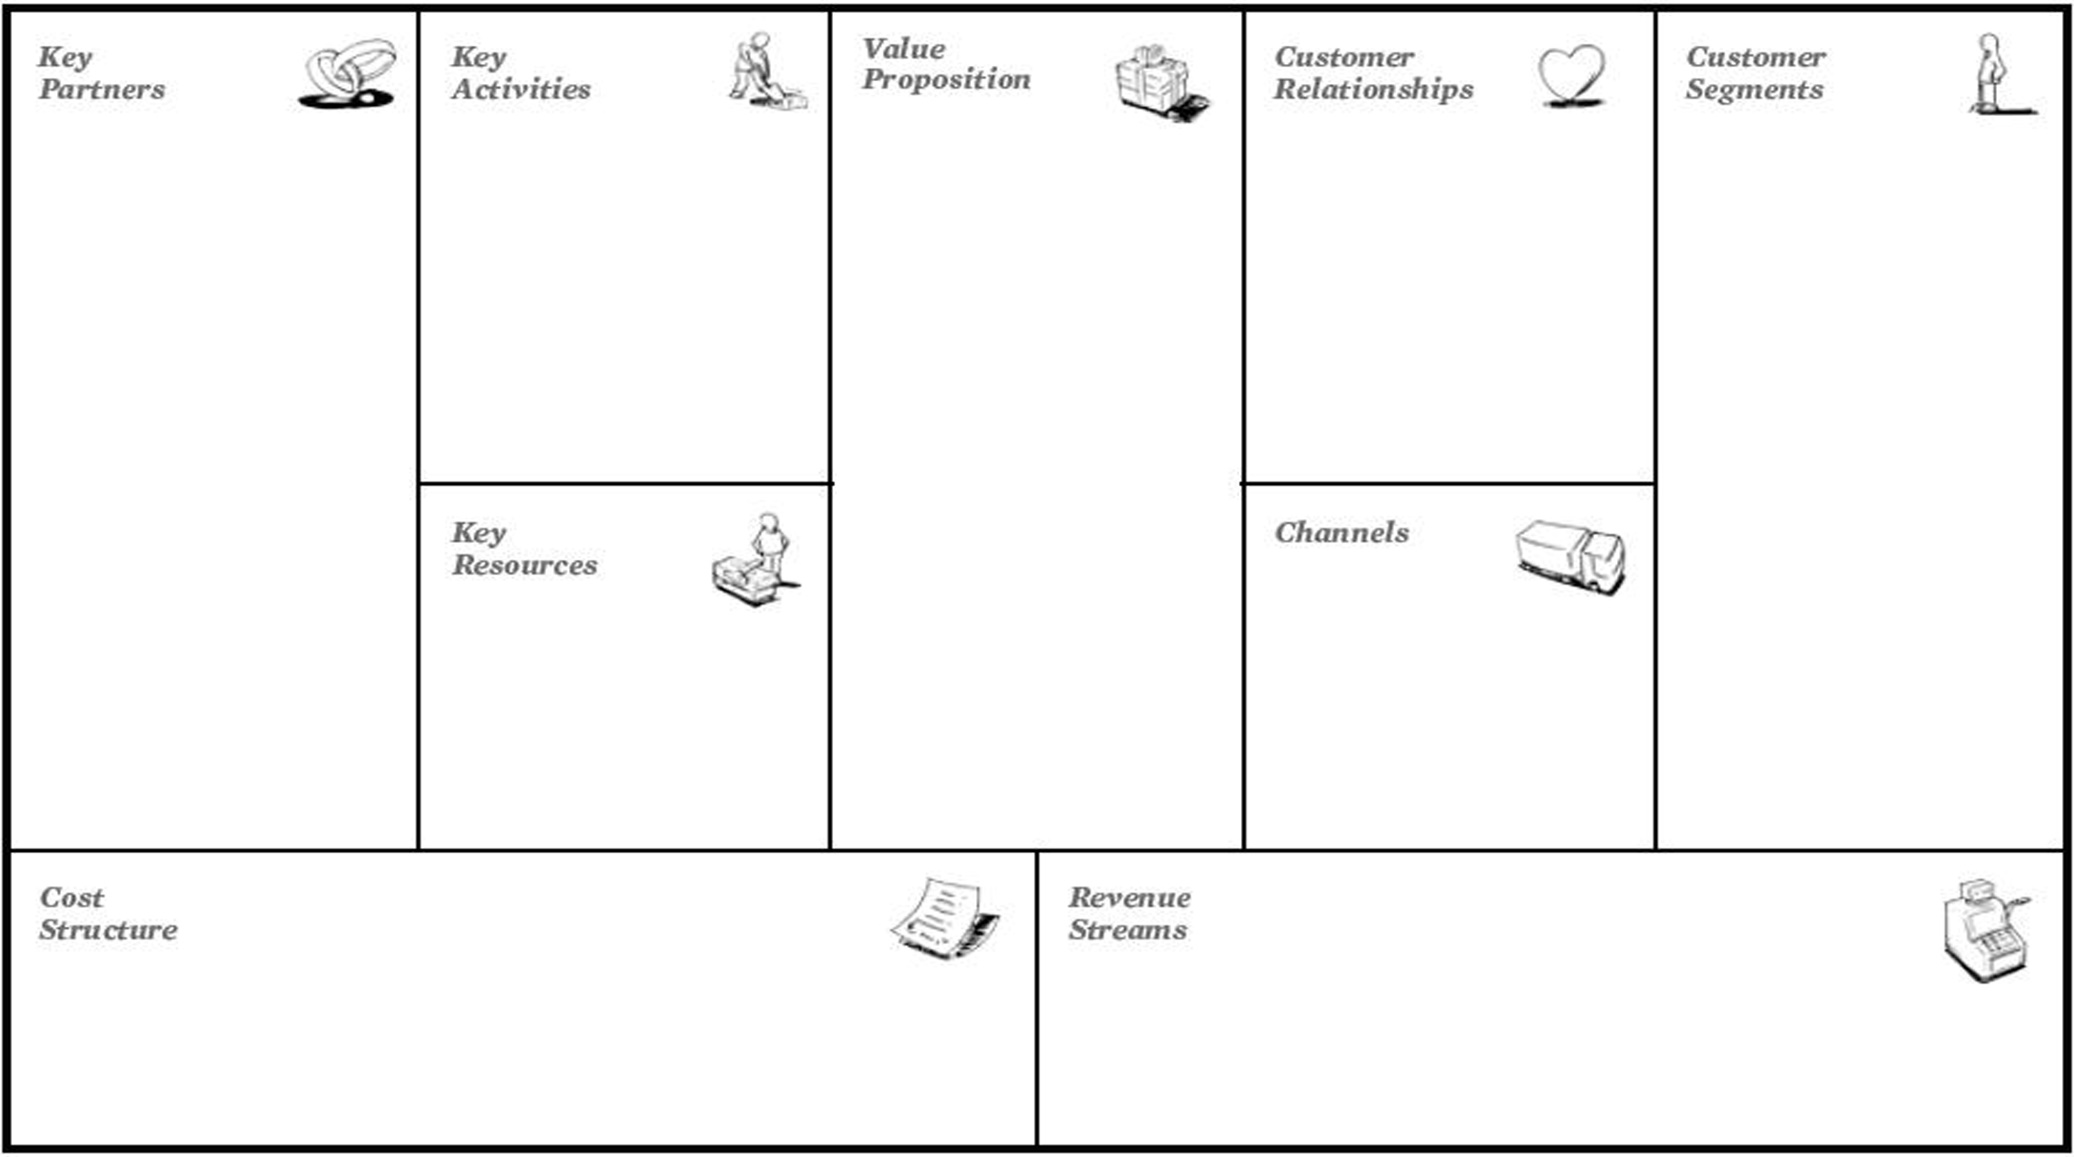 Key
Partners
Key
Activities
Value
Proposition
Customer
Relationships
Customer
Segments
Key
Resources
Channels
Cost
Structure
Revenue
Streams